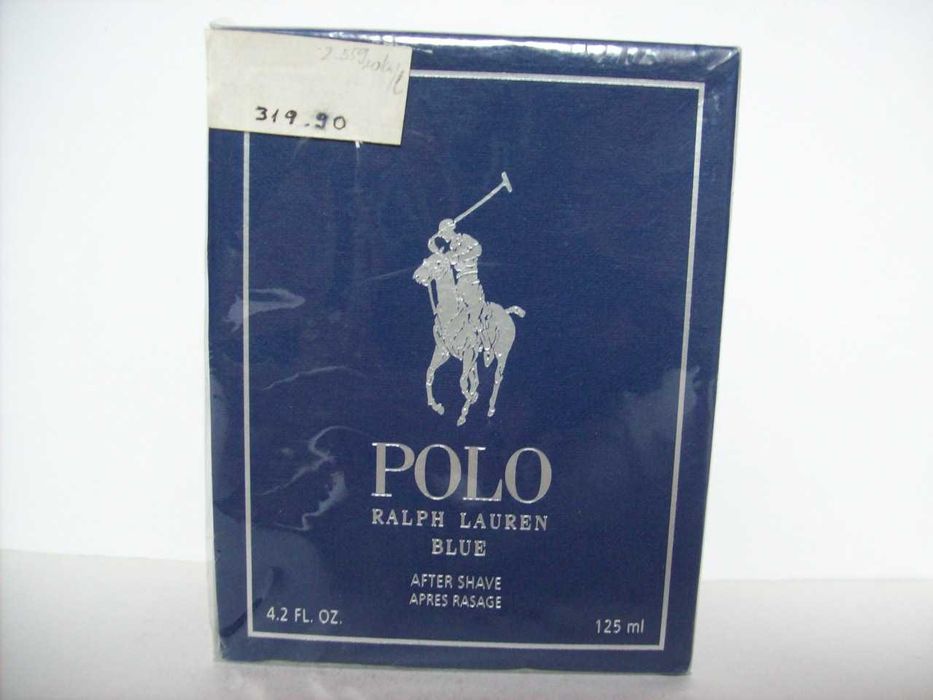 319.90
POLO
RALPH LAUREN
BLUE
AFTER SHAVE
APRES RASAGE
4.2 FL. OZ.
125 ml